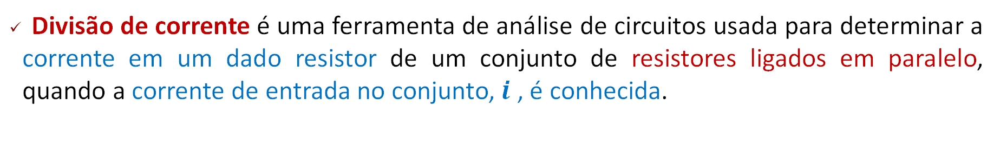 ✓ Divisão de corrente é uma ferramenta de análise de circuitos usada para determinar a
corrente em um dado resistor de um conjunto de resistores ligados em paralelo,
quando a corrente de entrada no conjunto, i , é conhecida.